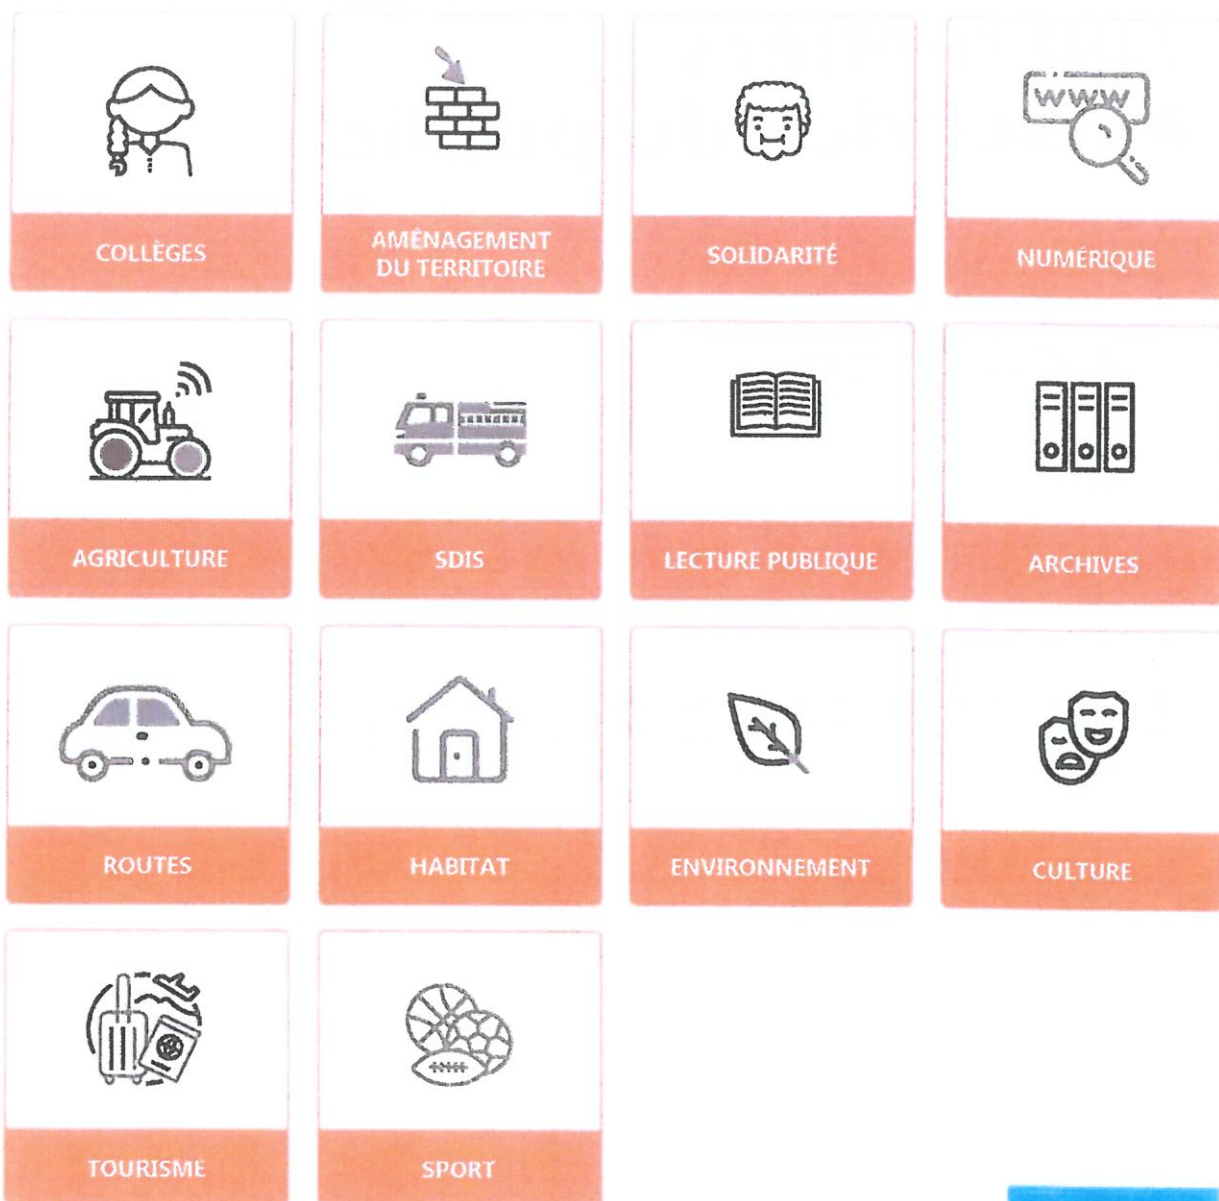 www
COLLÈGES
AMÉNAGEMENT
DU TERRITOIRE
SOLIDARITÉ
NUMÉRIQUE
AGRICULTURE
SDIS
LECTURE PUBLIQUE
ARCHIVES
ROUTES
HABITAT
ENVIRONNEMENT
CULTURE
TOURISME
SPORT